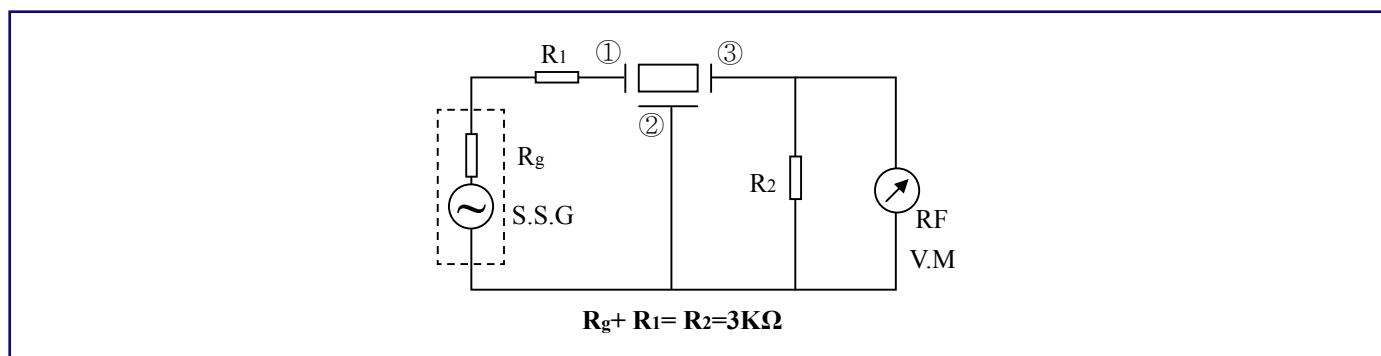 R1
①
③
②
Rg
S.S.G
R2
RF
V.M
Rg+ R1= R2=3KΩ